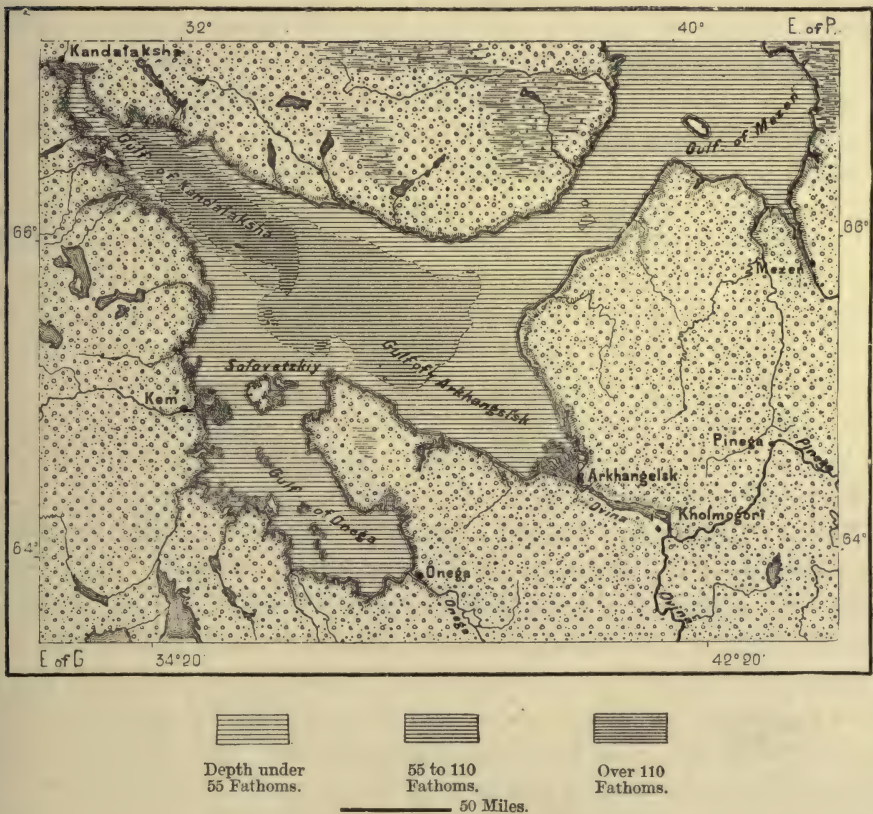 32° 40° E. of P.
Kandalaksha
Gulf of Kandalaksha
Gulf of Mezen
66° 66°
Mezen
Solovetzkiy
Gulf of Arkhangelsk
Kem'
Pinega
Pinega
Arkhangelsk
Gulf of Onega
Dvina
Kholmogori
64° 64°
Onega
Onega
Dvina
E. of G 34°20' 42°20'
Depth under
55 Fathoms.
55 to 110
Fathoms.
Over 110
Fathoms.
50 Miles.